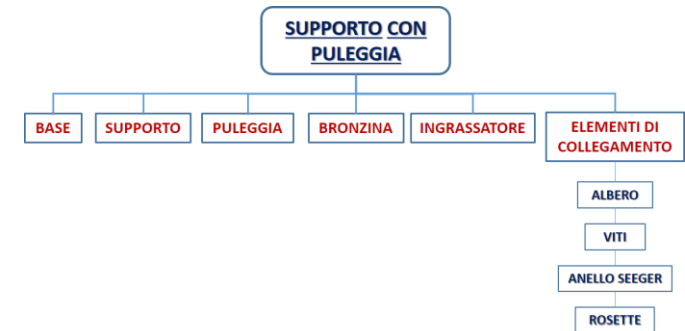 SUPPORTO CON
PULEGGIA
BASE
SUPPORTO
PULEGGIA
BRONZINA
INGRASSATORE
ELEMENTI DI
COLLEGAMENTO
ALBERO
VITI
ANELLO SEEGER
ROSETTE